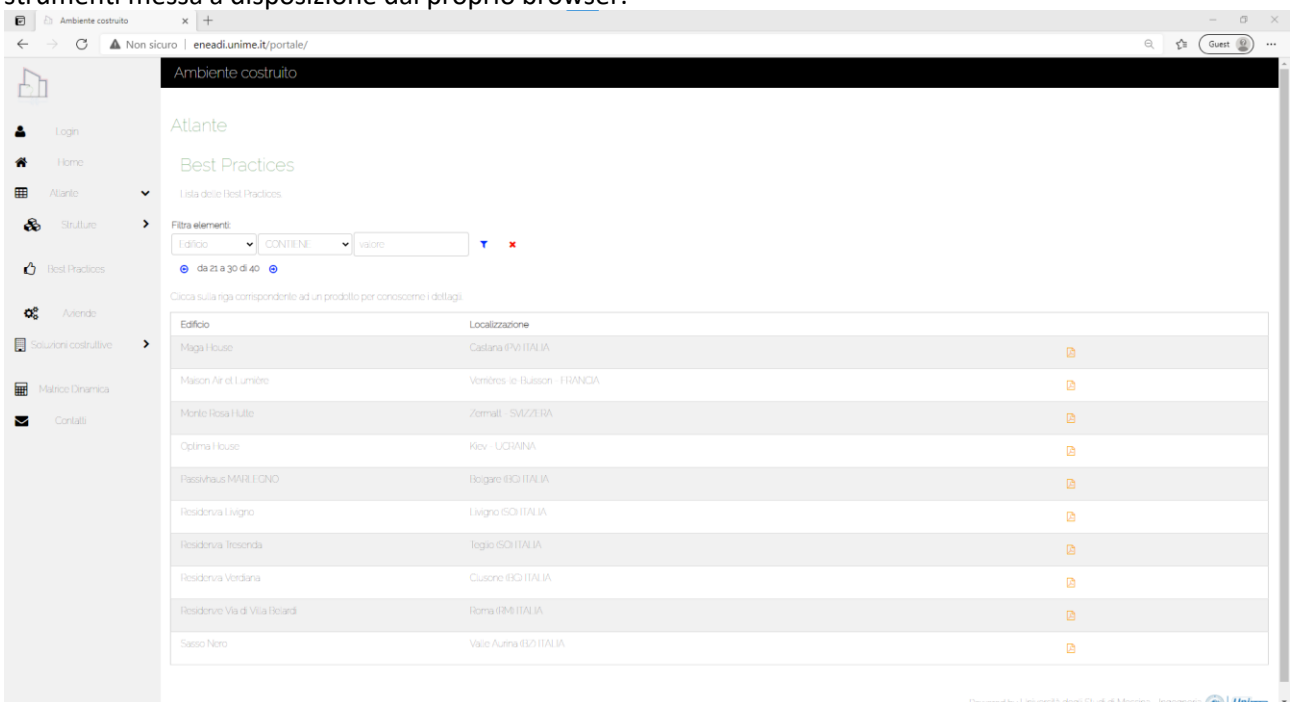 strumenti messa a disposizione dal proprio browser.
Ambiente costruito
Non sicuro | eneadi.unime.it/portale/
Guest
Ambiente costruito
Login
Home
Atlante
Strutture
Best Practices
Aziende
Soluzioni costruttive
Matrice Dinamica
Contatti
Atlante
Best Practices
Lista delle Best Practices
Filtra elementi:
Edificio CONTIENE valore
da 21 a 30 di 40
Clicca sulla riga corrispondente ad un prodotto per conoscerne i dettagli
Edificio Localizzazione
Maga House Castana (PV) ITALIA
Maison Air et Lumière Verrières-le-Buisson - FRANCIA
Monte Rosa Hutte Zermatt - SVIZZERA
Optima House Kiev - UCRAINA
Passivhaus MARLEGNO Bolgare (BG) ITALIA
Residenza Livigno Livigno (SO) ITALIA
Residenza Tresenda Teglio (SO) ITALIA
Residenza Verdiana Clusone (BG) ITALIA
Residenze Via di Villa Belardi Roma (RM) ITALIA
Sasso Nero Valle Aurina (BZ) ITALIA